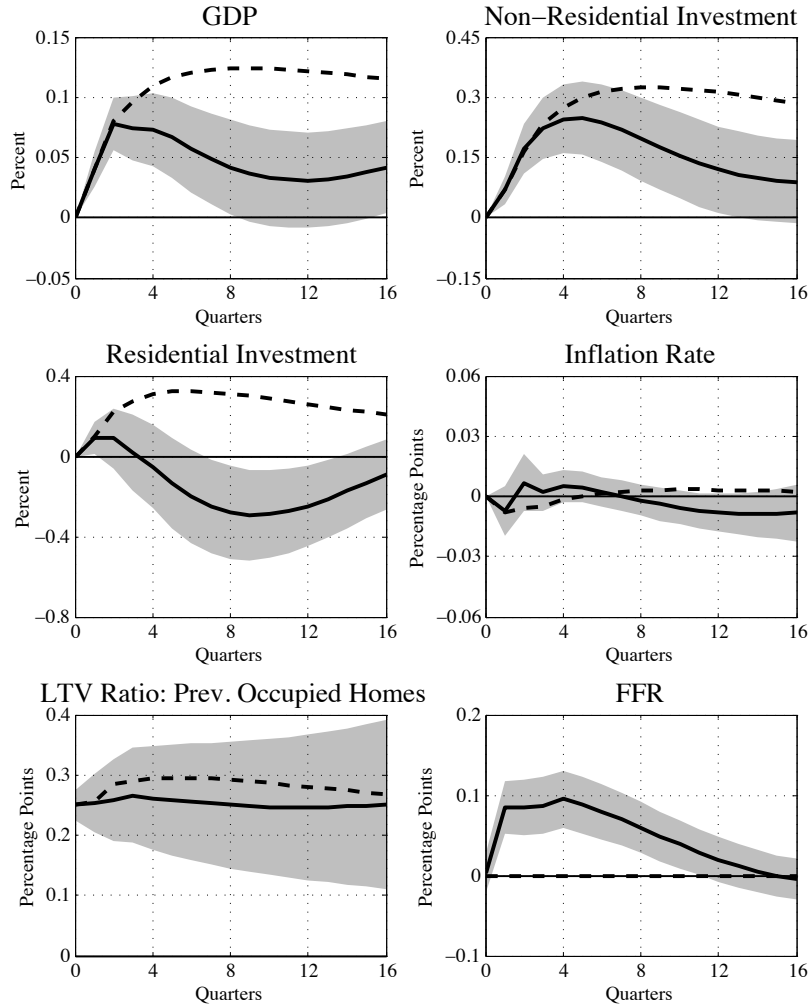 GDP
Non−Residential Investment
0.15
0.1
0.05
0
−0.05
Percent
0 4 8 12 16
Quarters
0.45
0.3
0.15
0
−0.15
Percent
0 4 8 12 16
Quarters
Residential Investment
Inflation Rate
0.4
0
−0.4
−0.8
Percent
0 4 8 12 16
Quarters
0.06
0.03
0
−0.03
−0.06
Percentage Points
0 4 8 12 16
Quarters
LTV Ratio: Prev. Occupied Homes
FFR
0.4
0.3
0.2
0.1
0
Percentage Points
0 4 8 12 16
Quarters
0.2
0.1
0
−0.1
Percentage Points
0 4 8 12 16
Quarters